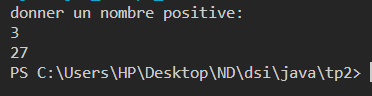 donner un nombre positive:
3
27
PS C:\Users\HP\Desktop\ND\dsi\java\tp2>